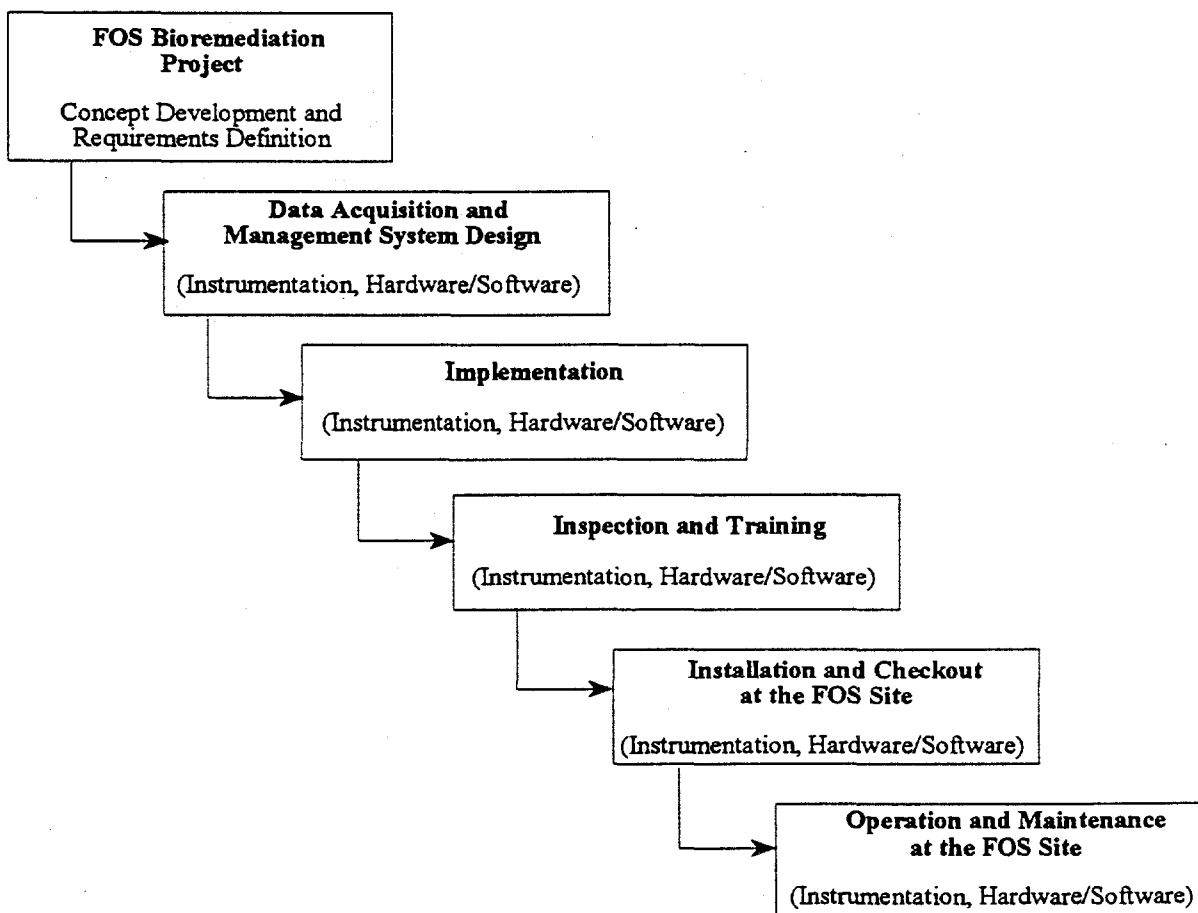 FOS Bioremediation
Project
Concept Development and
Requirements Definition
Data Acquisition and
Management System Design
(Instrumentation, Hardware/Software)
Implementation
(Instrumentation, Hardware/Software)
Inspection and Training
(Instrumentation, Hardware/Software)
Installation and Checkout
at the FOS Site
(Instrumentation, Hardware/Software)
Operation and Maintenance
at the FOS Site
(Instrumentation, Hardware/Software)